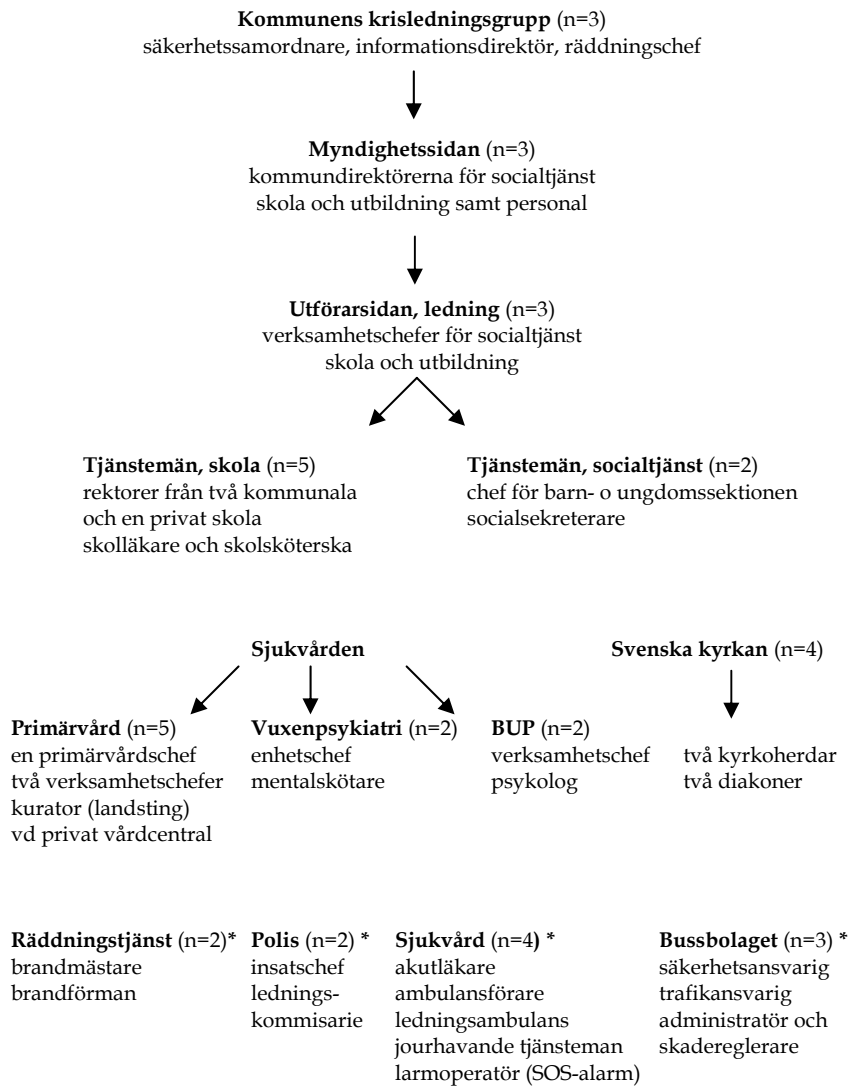 Kommunens krisledningsgrupp (n=3)
säkerhetssamordnare, informationsdirektör, räddningschef
Myndighetssidan (n=3)
kommundirektörerna för socialtjänst
skola och utbildning samt personal
Utförarsidan, ledning (n=3)
verksamhetschefer för socialtjänst
skola och utbildning
Tjänstemän, skola (n=5)
rektorer från två kommunala
och en privat skola
skolläkare och skolsköterska
Tjänstemän, socialtjänst (n=2)
chef för barn- o ungdomssektionen
socialsekreterare
Sjukvården
Svenska kyrkan (n=4)
Primärvård (n=5)
en primärvårdschef
två verksamhetschefer
kurator (landsting)
vd privat vårdcentral
Vuxenpsykiatri (n=2)
enhetschef
mentalskötare
BUP (n=2)
verksamhetschef
psykolog
två kyrkoherdar
två diakoner
Räddningstjänst (n=2)*
brandmästare
brandförman
Polis (n=2) *
insatschef
lednings-
kommisarie
Sjukvård (n=4) *
akutläkare
ambulansförare
ledningsambulans
jourhavande tjänsteman
larmoperatör (SOS-alarm)
Bussbolaget (n=3) *
säkerhetsansvarig
trafikansvarig
administratör och
skadereglerare